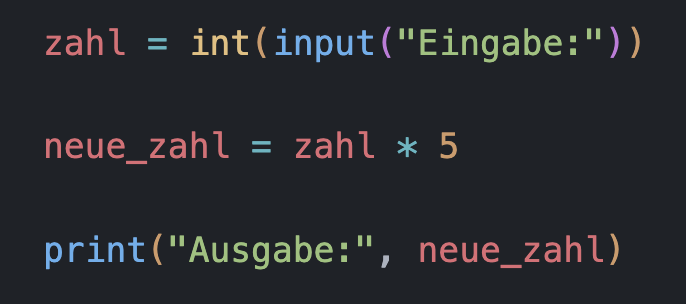 zahl = int(input("Eingabe:"))
neue_zahl = zahl * 5
print("Ausgabe:", neue_zahl)